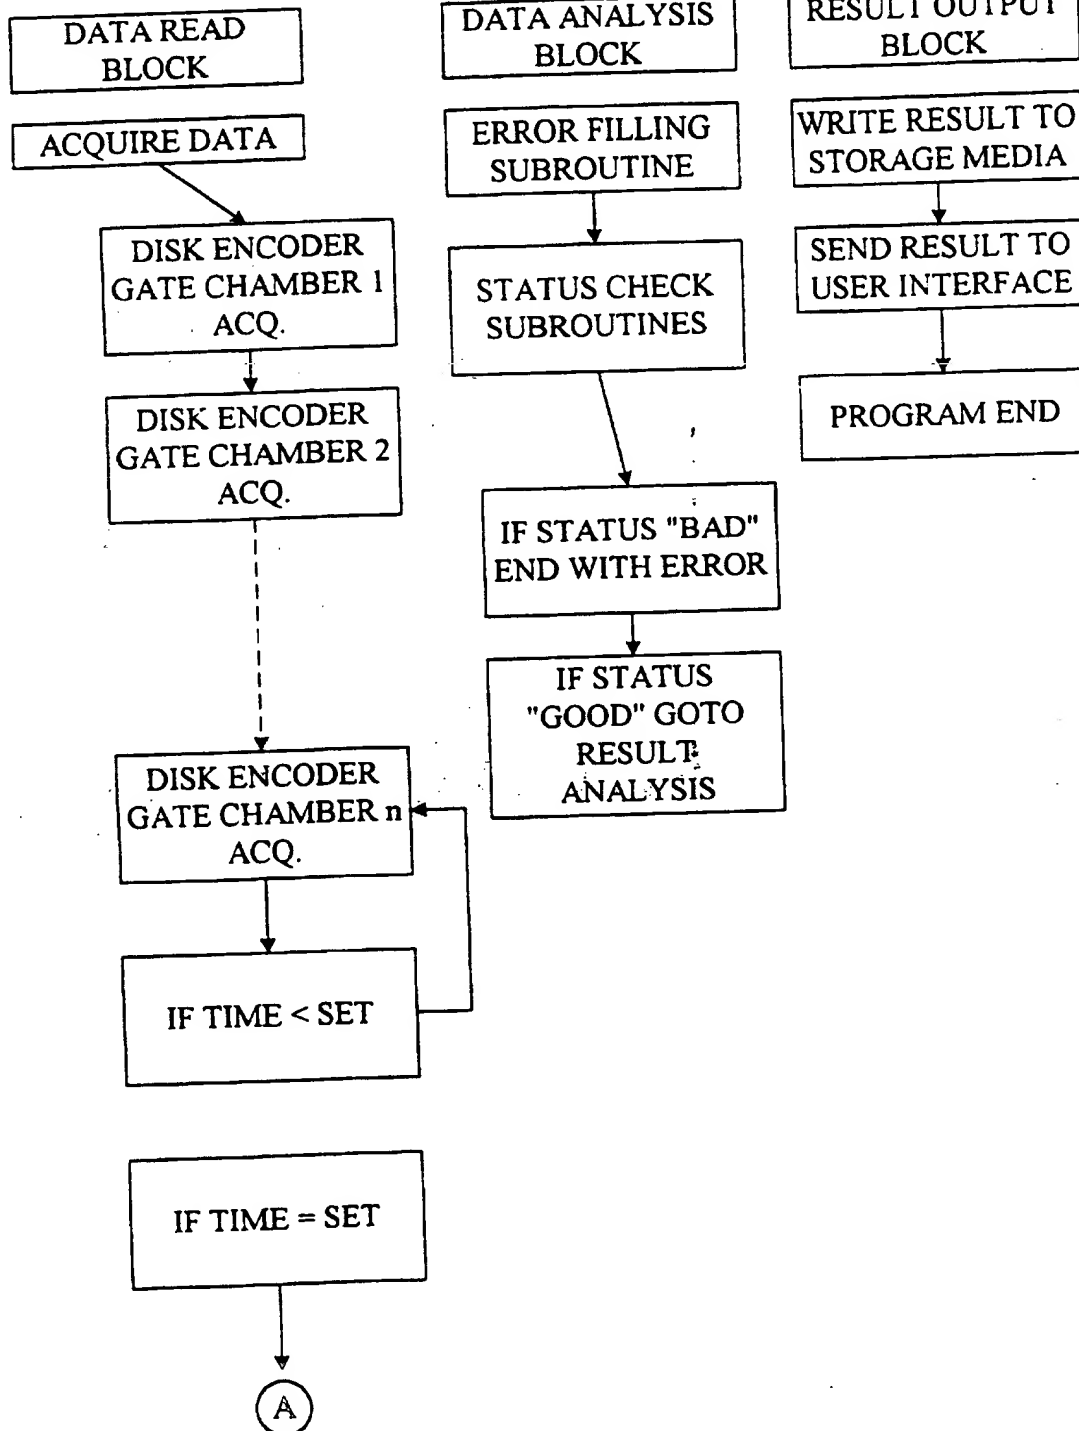 DATA READ
BLOCK
ACQUIRE DATA
DISK ENCODER
GATE CHAMBER 1
ACQ.
DISK ENCODER
GATE CHAMBER 2
ACQ.
DISK ENCODER
GATE CHAMBER n
ACQ.
IF TIME < SET
IF TIME = SET
A
DATA ANALYSIS
BLOCK
ERROR FILLING
SUBROUTINE
STATUS CHECK
SUBROUTINES
IF STATUS "BAD"
END WITH ERROR
IF STATUS
"GOOD" GOTO
RESULT
ANALYSIS
RESULT OUTPUT
BLOCK
WRITE RESULT TO
STORAGE MEDIA
SEND RESULT TO
USER INTERFACE
PROGRAM END